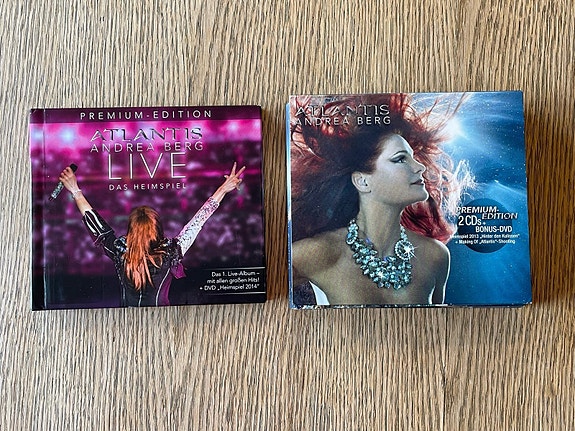 PREMIUM-EDITION
ATLANTIS
ANDREA BERG
LIVE
DAS HEIMSPIEL
Das 1. Live-Album –
mit allen großen Hits!
+ DVD „Heimspiel 2014“
ATLANTIS
ANDREA BERG
PREMIUM-
EDITION
2 CDs+
BONUS-DVD
Heimspiel 2013 „Hinter den Kulissen“
+ Making Of „Atlantis“-Shooting